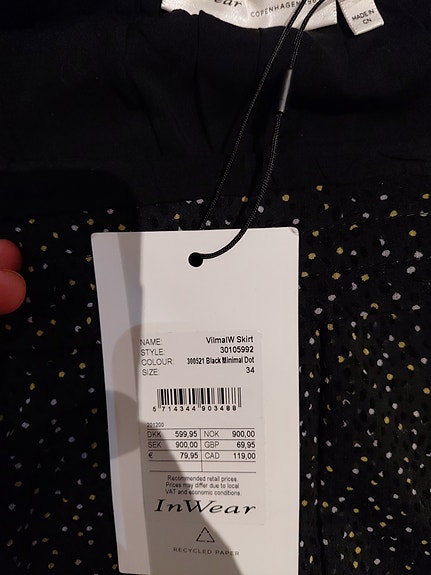 InWear
COPENHAGEN
MADE IN
CN
NAME: VilmaIW Skirt
STYLE: 30105992
COLOUR: 300521 Black Minimal Dot
SIZE: 34
5 714344 903488
201200
DKK 599,95 NOK 900,00
SEK 900,00 GBP 69,95
€ 79,95 CAD 119,00
Recommended retail prices.
Prices may differ due to local
VAT and economic conditions.
InWear
RECYCLED PAPER